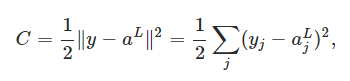 C = \frac{1}{2} \|y - a^L\|^2 = \frac{1}{2} \sum_j (y_j - a_j^L)^2,